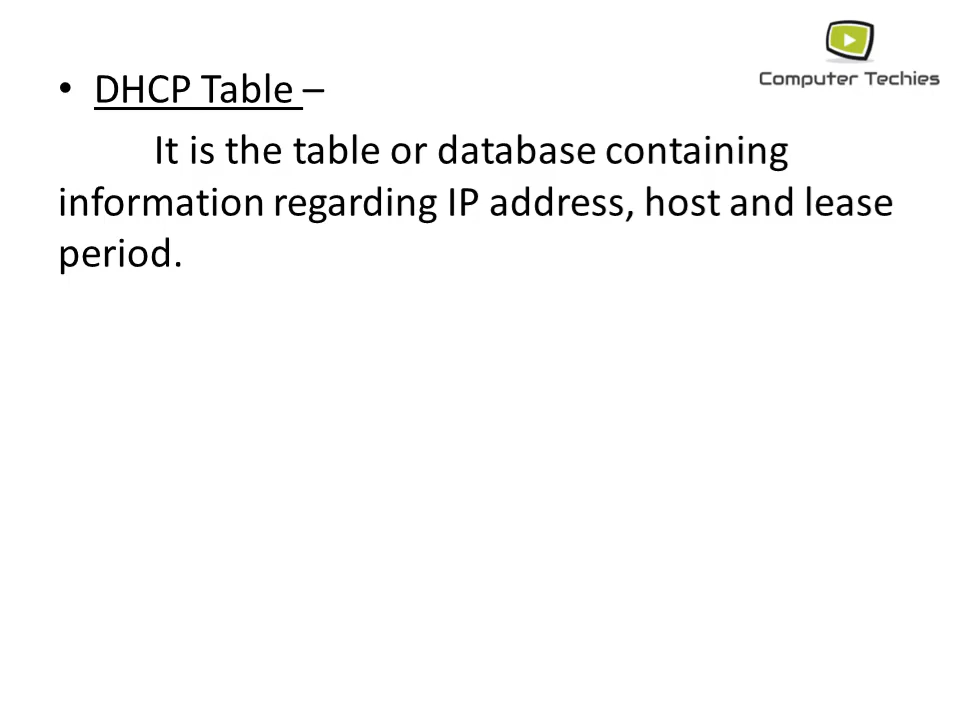 Computer Techies
• DHCP Table –
It is the table or database containing
information regarding IP address, host and lease
period.